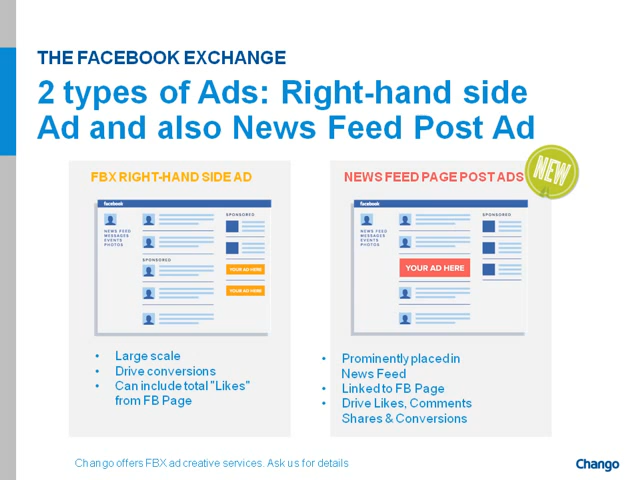 THE FACEBOOK EXCHANGE
2 types of Ads: Right-hand side
Ad and also News Feed Post Ad
FBX RIGHT-HAND SIDE AD
facebook
NEWS FEED
MESSAGES
EVENTS
PHOTOS
SPONSORED
SPONSORED
YOUR AD HERE
YOUR AD HERE
• Large scale
• Drive conversions
• Can include total "Likes"
from FB Page
NEWS FEED PAGE POST ADS
NEW
facebook
NEWS FEED
MESSAGES
EVENTS
PHOTOS
SPONSORED
YOUR AD HERE
• Prominently placed in
News Feed
• Linked to FB Page
• Drive Likes, Comments
Shares & Conversions
Chango offers FBX ad creative services. Ask us for details
Chango